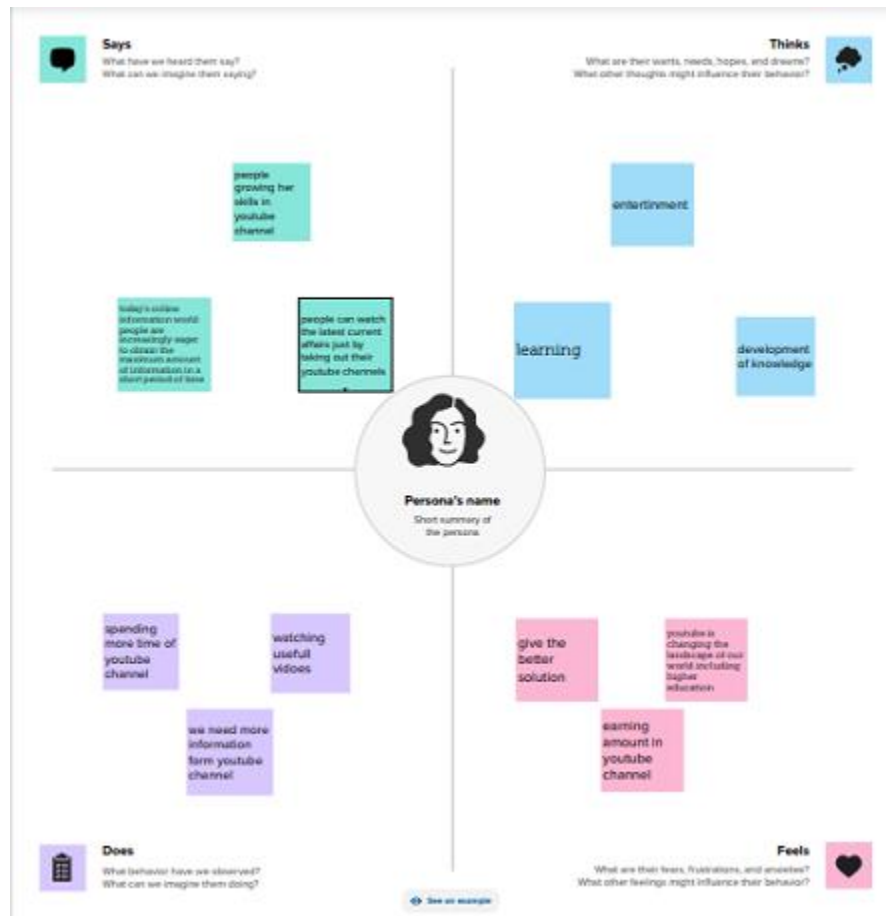 Says
What have we heard them say?
What can we imagine them saying?
Thinks
What are their wants, needs, hopes, and dreams?
What other thoughts might influence their behavior?
people
growing her
skills in
youtube
channel
today's online
information world
people are
increasingly eager
to obtain the
maximum amount
of information in a
short period of time
people can watch
the latest current
affairs just by
taking out their
youtube channels
entertinment
learning
development
of knowledge
Persona's name
Short summary of
the persona
spending
more time of
youtube
channel
watching
usefull
vidoes
we need more
information
farm youtube
channel
give the
better
solution
youtube is
changing the
landscape of our
world including
higher
education
earning
amount in
youtube
channel
Does
What behavior have we observed?
What can we imagine them doing?
Feels
What are their fears, frustrations, and anxieties?
What other feelings might influence their behavior?
See an example